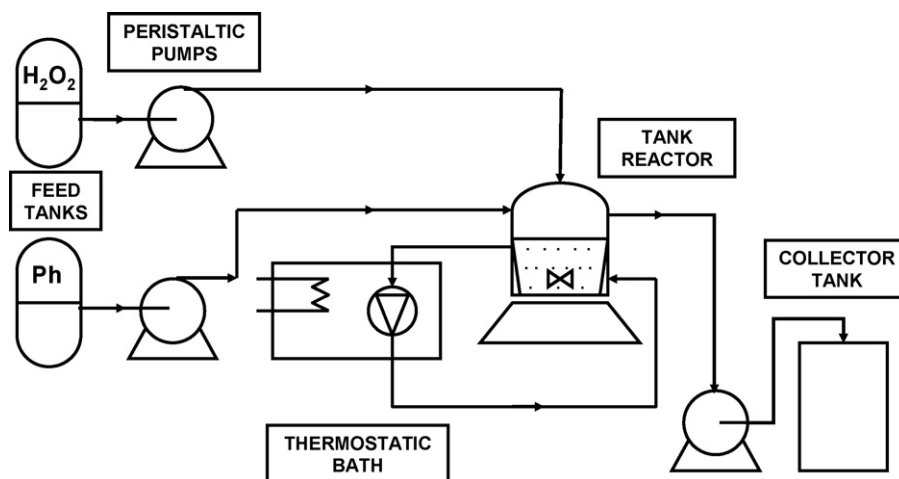 PERISTALTIC
PUMPS
H₂O₂
TANK
REACTOR
FEED
TANKS
Ph
COLLECTOR
TANK
THERMOSTATIC
BATH